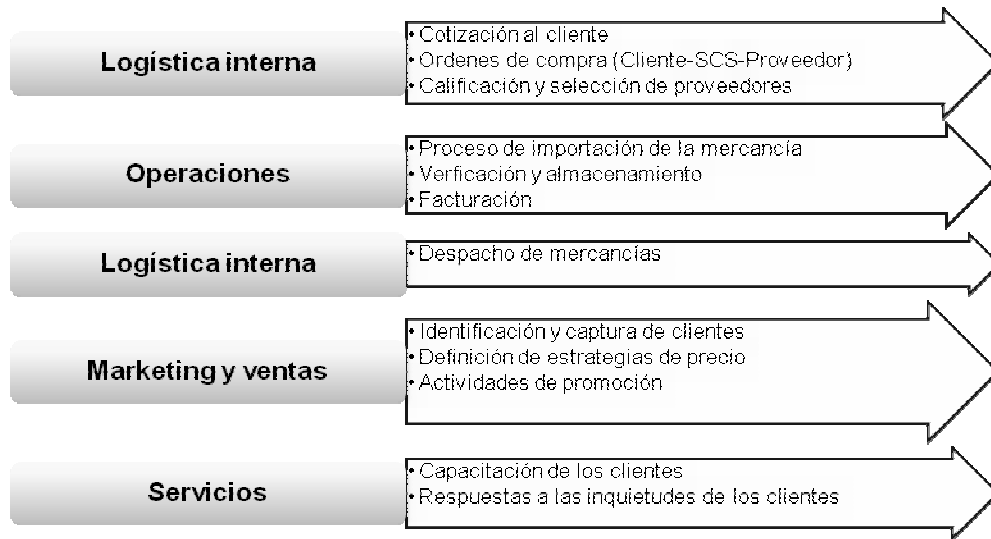 Logística interna
• Cotización al cliente
• Ordenes de compra (Cliente-SCS-Proveedor)
• Calificación y selección de proveedores
Operaciones
• Proceso de importación de la mercancía
• Verficación y almacenamiento
• Facturación
Logística interna
• Despacho de mercancías
Marketing y ventas
• Identificación y captura de clientes
• Definición de estrategias de precio
• Actividades de promoción
Servicios
• Capacitación de los clientes
• Respuestas a las inquietudes de los clientes